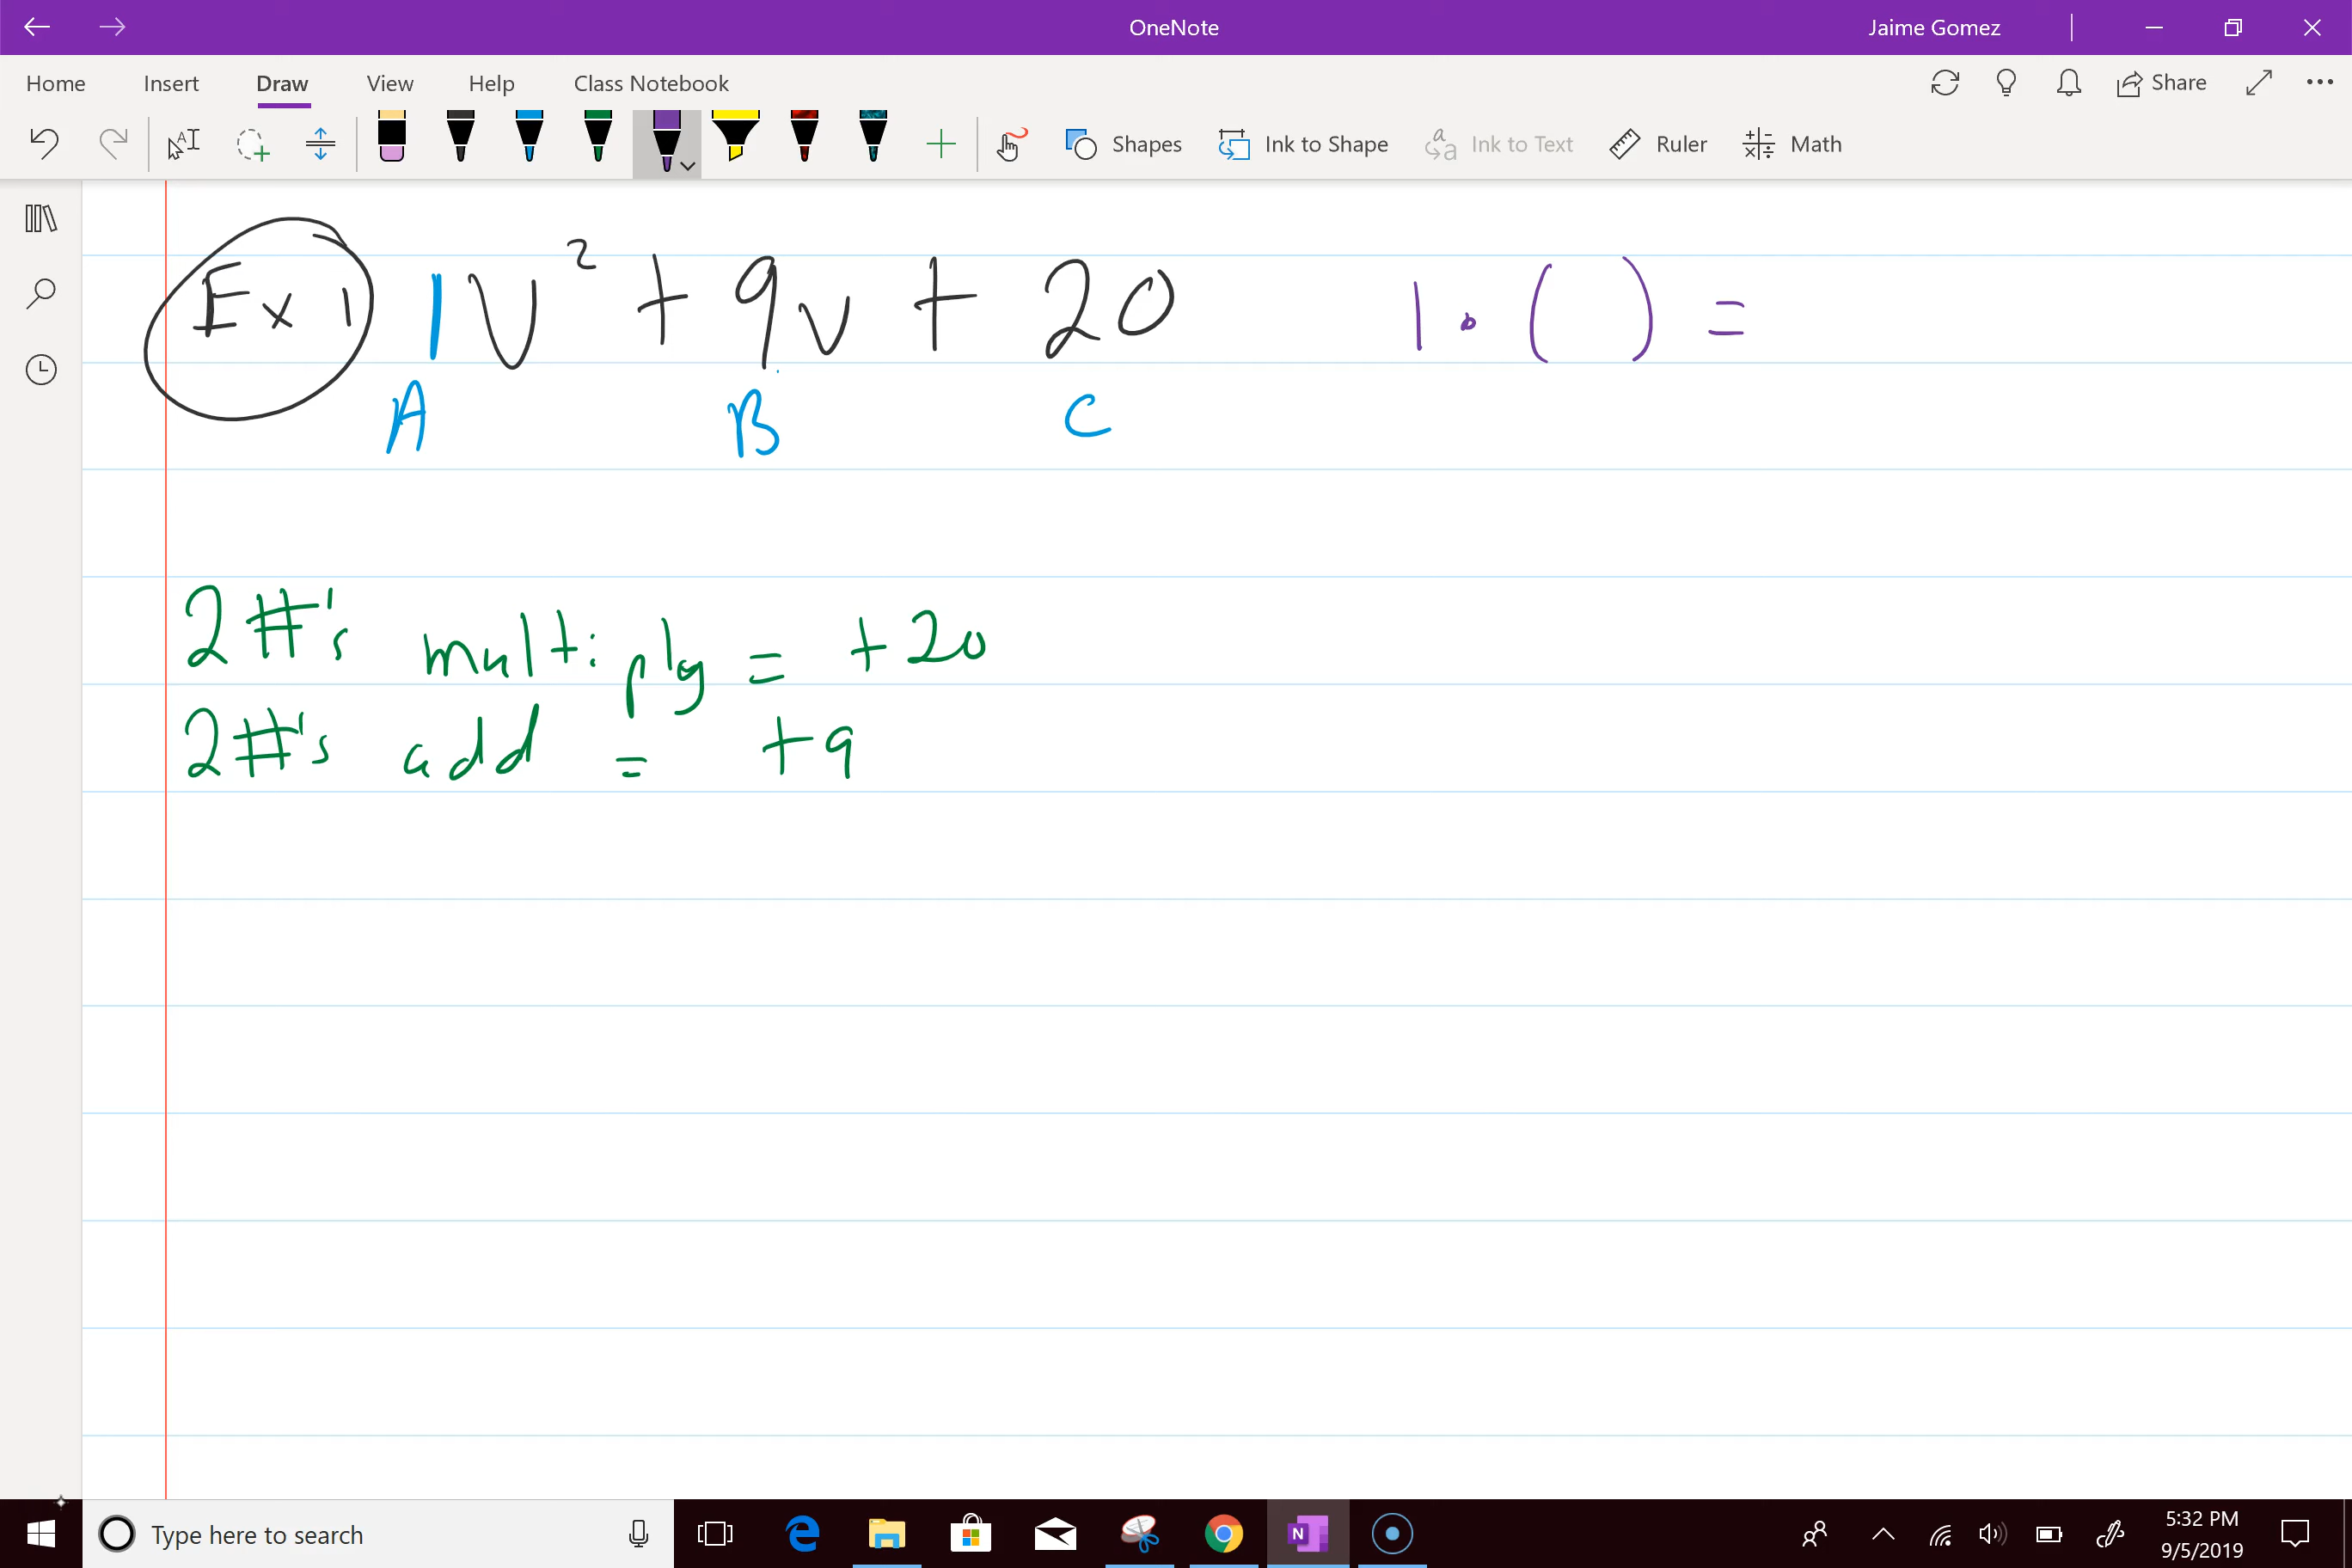 OneNote
Jaime Gomez
Home Insert Draw View Help Class Notebook Share
Shapes Ink to Shape Ink to Text Ruler Math
Ex 1 1v² + 9v + 20 1 · ( ) =
A B C
2 #'s multiply = +20
2 #'s add = +9
Type here to search
5:32 PM
9/5/2019